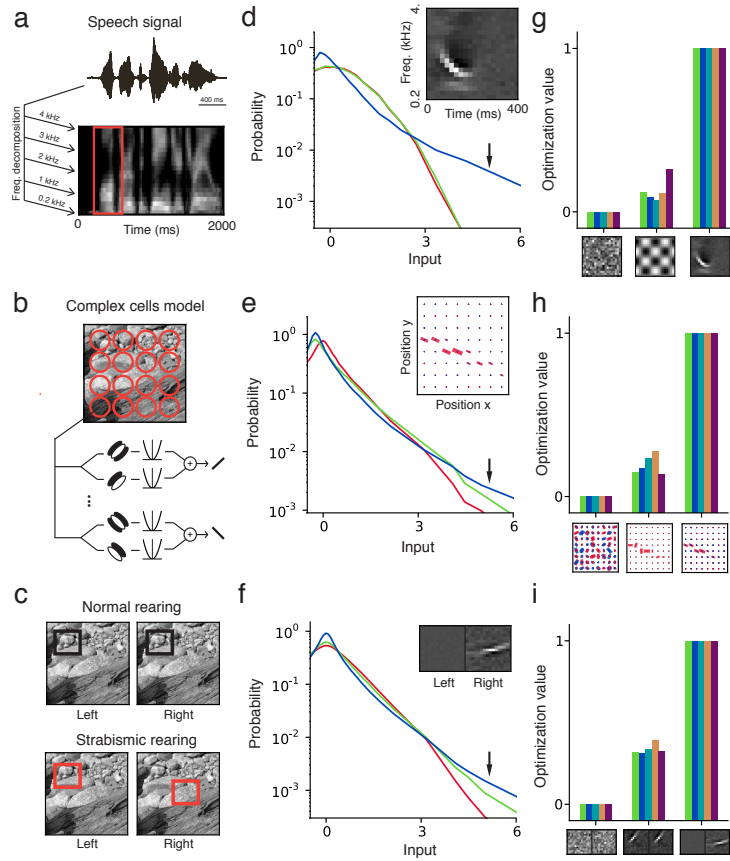 a
Speech signal
400 ms
Freq. decomposition
4 kHz
3 kHz
2 kHz
1 kHz
0.2 kHz
0
2000
Time (ms)
b
Complex cells model
+
+
c
Normal rearing
Left
Right
Strabismic rearing
Left
Right
d
Probability
10⁰
10⁻¹
10⁻²
10⁻³
0
3
6
Input
Freq. (kHz)
4.
0.2
0
400
Time (ms)
e
Probability
10⁰
10⁻¹
10⁻²
10⁻³
0
3
6
Input
Position y
Position x
f
Probability
10⁰
10⁻¹
10⁻²
10⁻³
0
3
6
Input
Left
Right
g
Optimization value
1
0
h
Optimization value
1
0
i
Optimization value
1
0